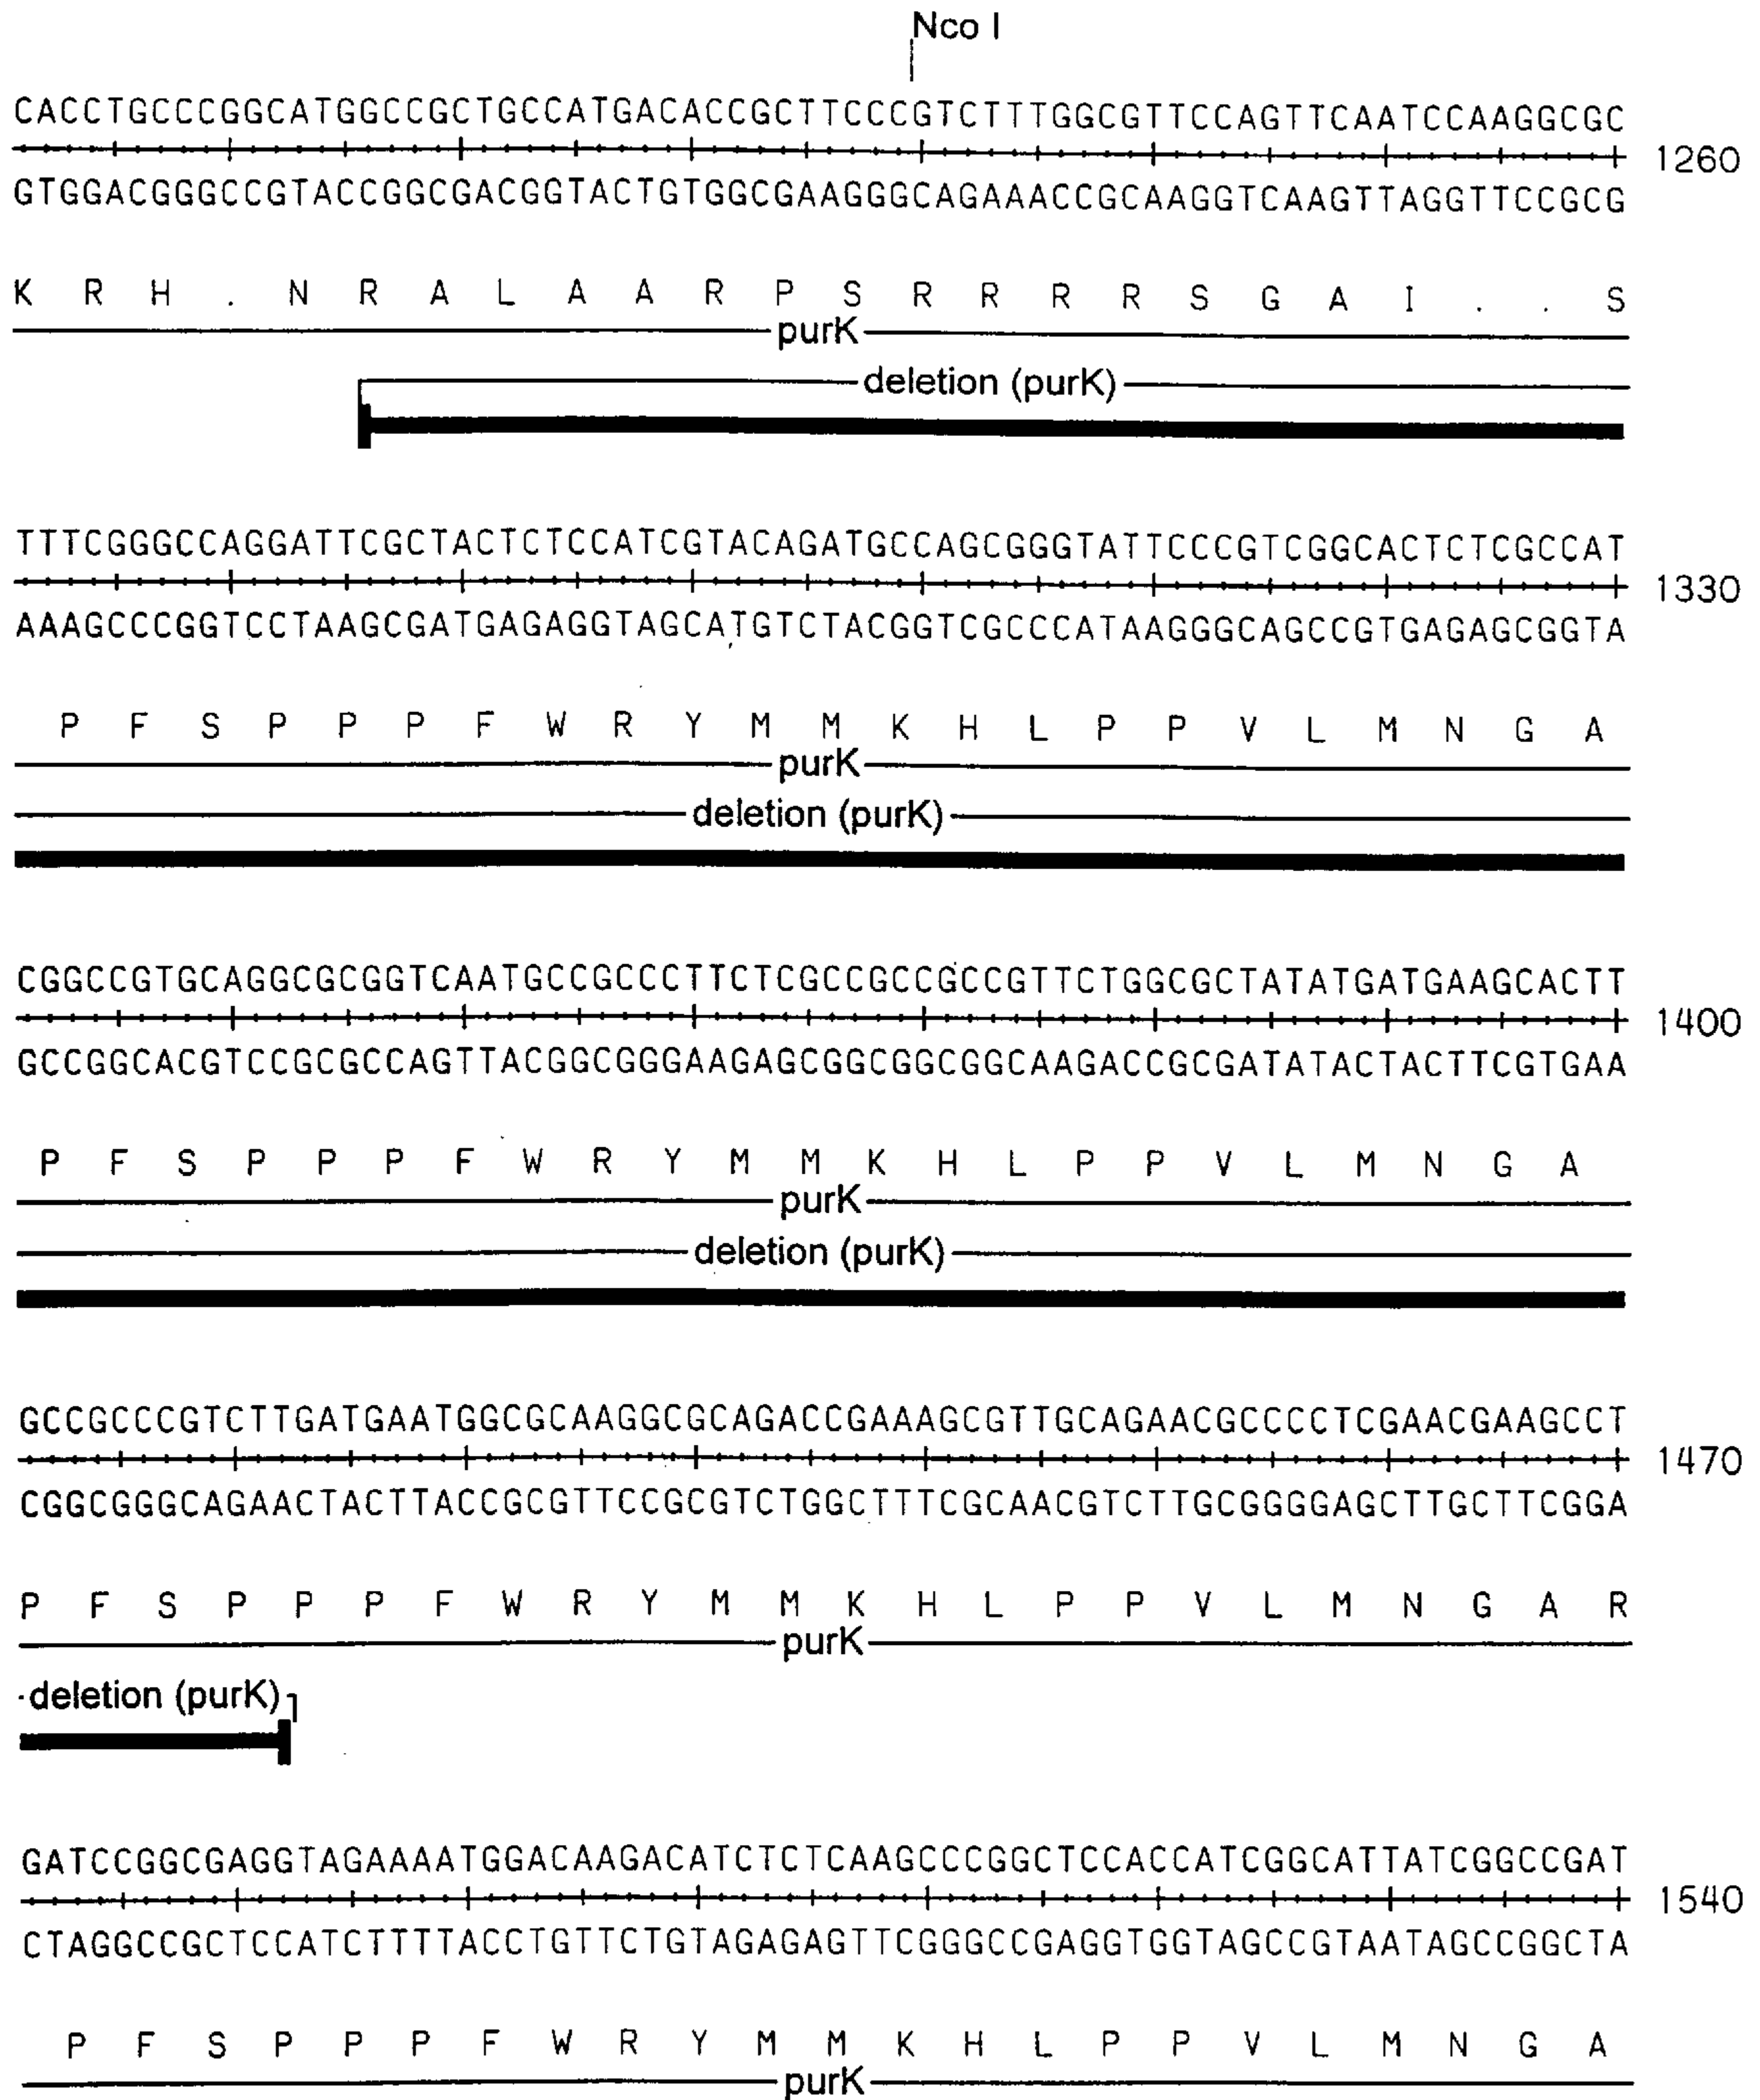 Nco I
CACCTGCCCGGCATGGCCGCTGCCATGACACCGCTTCCCGTCTTTGGCGTTCCAGTTCAATCCAAGGCGC
1260
GTGGACGGGCCGTACCGGCGACGGTACTGTGGCGAAGGGCAGAAACCGCAAGGTCAAGTTAGGTTCCGCG
K R H . N R A L A A R P S R R R R S G A I . . S
purK
deletion (purK)
TTTCGGGCCAGGATTCGCTACTCTCCATCGTACAGATGCCAGCGGGTATTCCCGTCGGCACTCTCGCCAT
1330
AAAGCCCGGTCCTAAGCGATGAGAGGTAGCATGTCTACGGTCGCCCATAAGGGCAGCCGTGAGAGCGGTA
P F S P P P F W R Y M M K H L P P V L M N G A
purK
deletion (purK)
CGGCCGTGCAGGCGCGGTCAATGCCGCCCTTCTCGCCGCCGCCGTTCTGGCGCTATATGATGAAGCACTT
1400
GCCGGCACGTCCGCGCCAGTTACGGCGGGAAGAGCGGCGGCGGCAAGACCGCGATATACTACTTCGTGAA
P F S P P P F W R Y M M K H L P P V L M N G A
purK
deletion (purK)
GCCGCCCGTCTTGATGAATGGCGCAAGGCGCAGACCGAAAGCGTTGCAGAACGCCCCTCGAACGAAGCCT
1470
CGGCGGGCAGAACTACTTACCGCGTTCCGCGTCTGGCTTTCGCAACGTCTTGCGGGGAGCTTGCTTCGGA
P F S P P P F W R Y M M K H L P P V L M N G A R
purK
deletion (purK)
GATCCGGCGAGGTAGAAAATGGACAAGACATCTCTCAAGCCCGGCTCCACCATCGGCATTATCGGCCGAT
1540
CTAGGCCGCTCCATCTTTTACCTGTTCTGTAGAGAGTTCGGGCCGAGGTGGTAGCCGTAATAGCCGGCTA
P F S P P P F W R Y M M K H L P P V L M N G A
purK